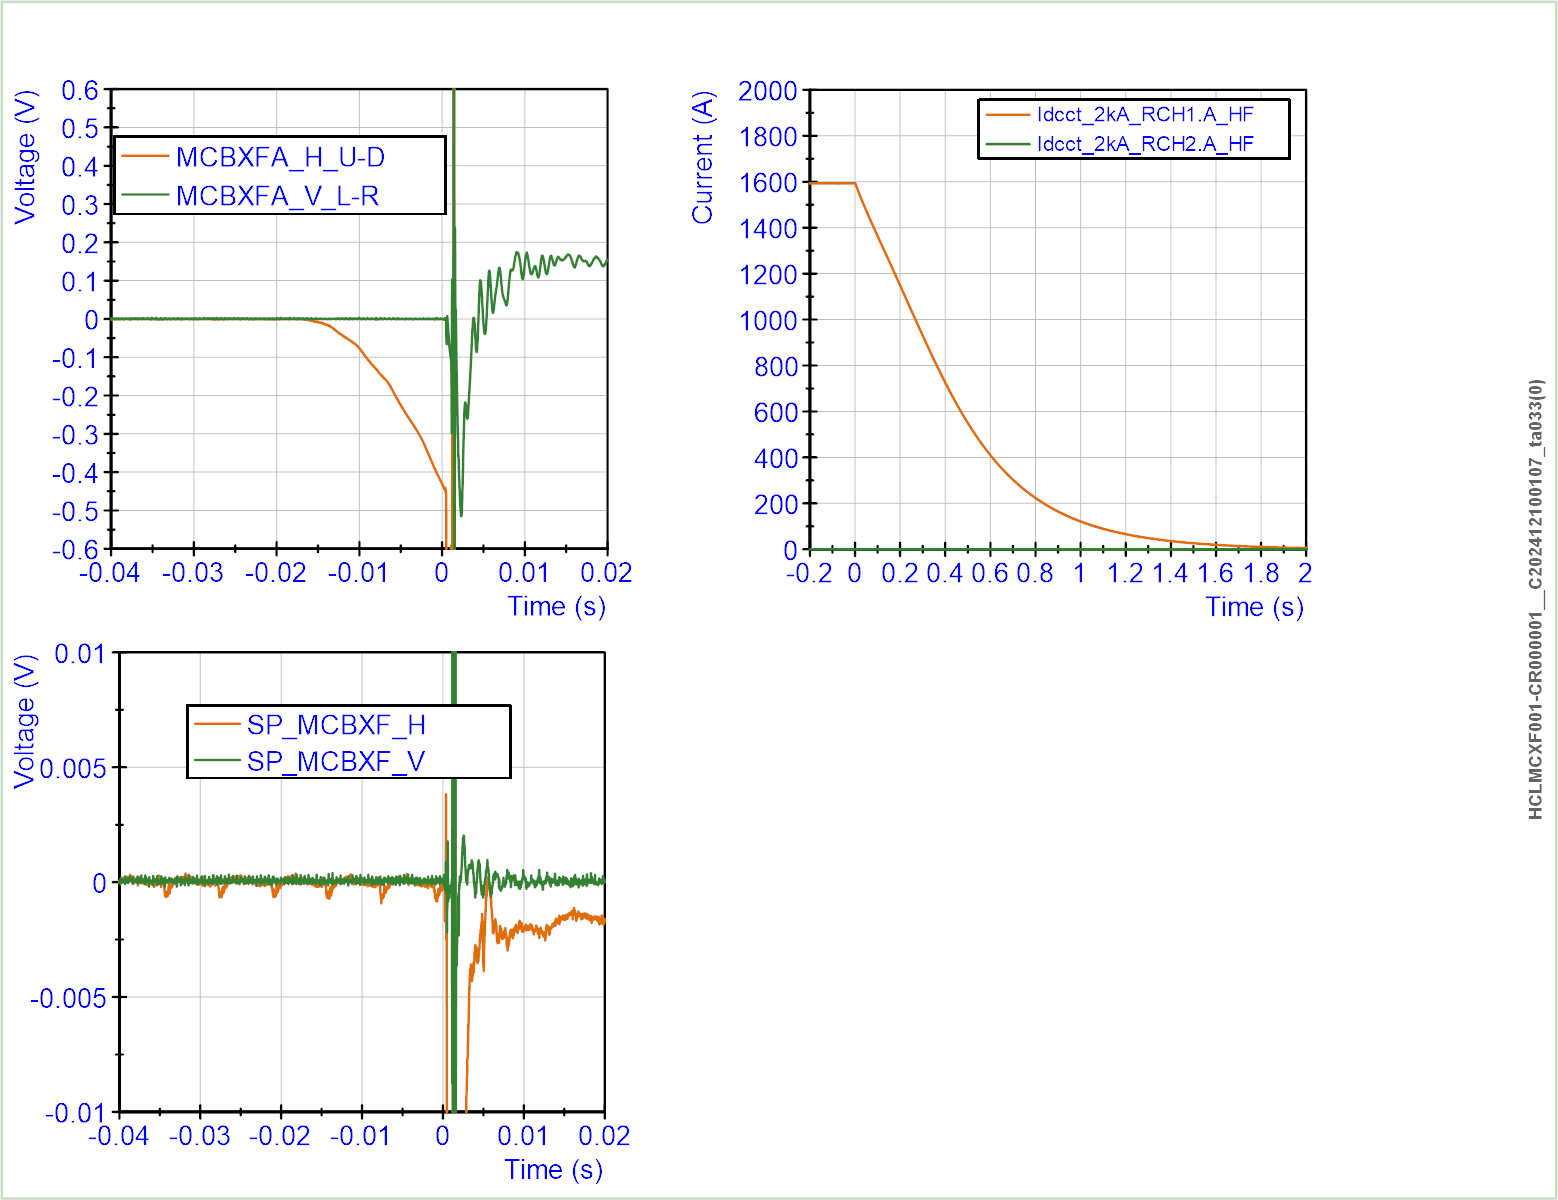 Voltage (V)
0.6
0.5
0.4
0.3
0.2
0.1
0
-0.1
-0.2
-0.3
-0.4
-0.5
-0.6
MCBXFA_H_U-D
MCBXFA_V_L-R
-0.04 -0.03 -0.02 -0.01 0 0.01 0.02
Time (s)
Current (A)
2000
1800
1600
1400
1200
1000
800
600
400
200
0
Idcct_2kA_RCH1.A_HF
Idcct_2kA_RCH2.A_HF
-0.2 0 0.2 0.4 0.6 0.8 1 1.2 1.4 1.6 1.8 2
Time (s)
Voltage (V)
0.01
0.005
0
-0.005
-0.01
SP_MCBXF_H
SP_MCBXF_V
-0.04 -0.03 -0.02 -0.01 0 0.01 0.02
Time (s)
HCLMCXF001-CR000001__C202412100107_ta033(0)